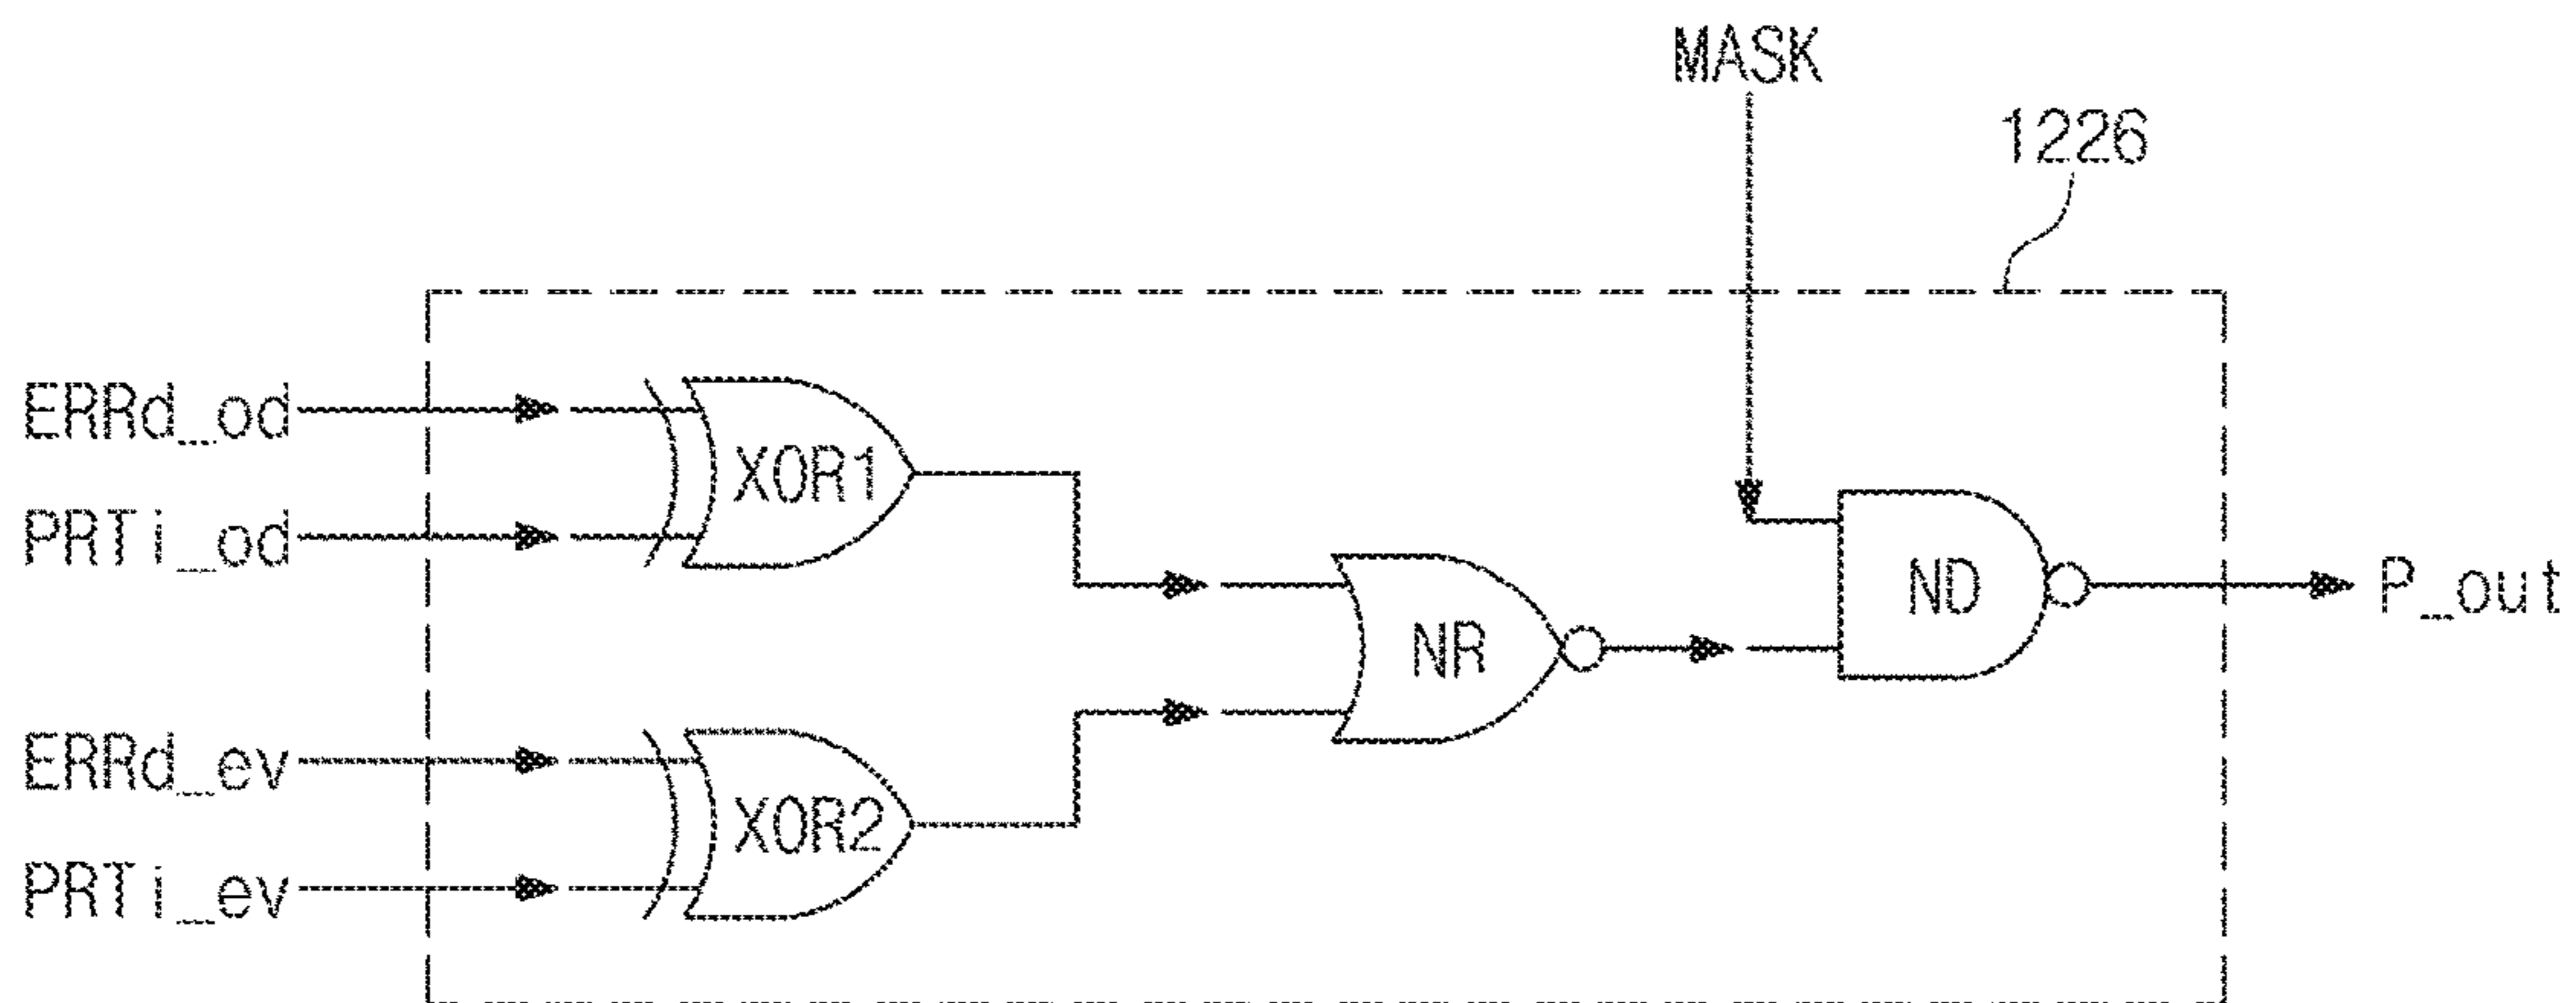 MASK
1226
ERRd_od
PRTi_od
XOR1
ND
P_out
NR
ERRd_ev
PRTi_ev
XOR2